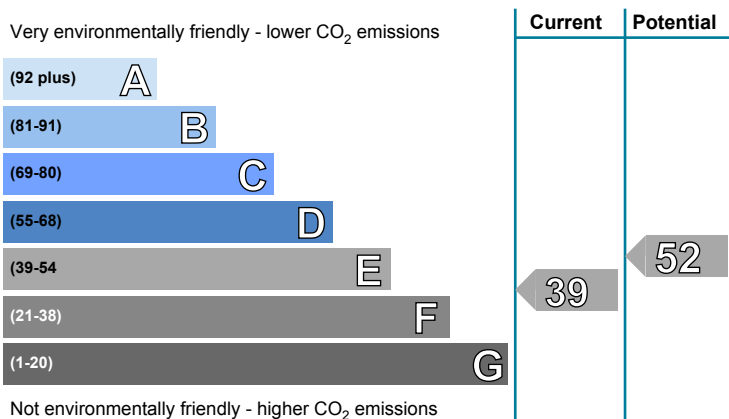 Very environmentally friendly - lower CO₂ emissions
Current
Potential
(92 plus) A
(81-91) B
(69-80) C
(55-68) D
(39-54 E
(21-38) F
(1-20) G
39
52
Not environmentally friendly - higher CO₂ emissions